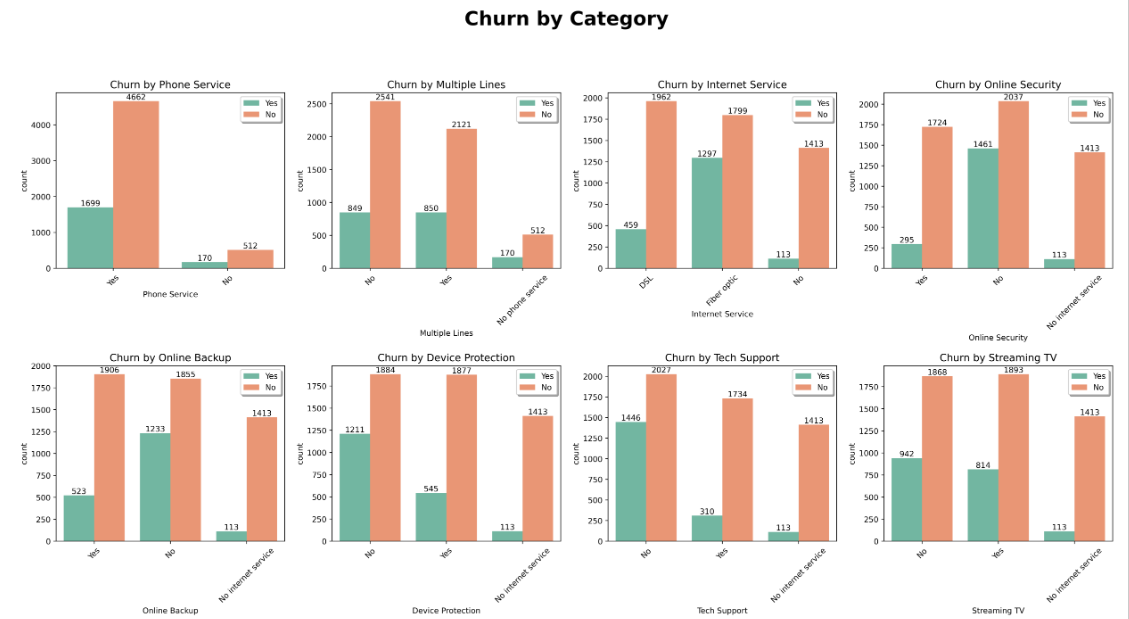 Churn by Category
Churn by Phone Service
count
4000
3000
2000
1000
0
1699
4662
170
512
Yes
No
Yes
No
Phone Service
Churn by Multiple Lines
count
2500
2000
1500
1000
500
0
849
2541
850
2121
170
512
Yes
No
No
Yes
No phone service
Multiple Lines
Churn by Internet Service
count
2000
1750
1500
1250
1000
750
500
250
0
459
1962
1297
1799
113
1413
Yes
No
DSL
Fiber optic
No
Internet Service
Churn by Online Security
count
2000
1750
1500
1250
1000
750
500
250
0
295
1724
1461
2037
113
1413
Yes
No
Yes
No
No internet service
Online Security
Churn by Online Backup
count
2000
1750
1500
1250
1000
750
500
250
0
523
1906
1233
1855
113
1413
Yes
No
Yes
No
No internet service
Online Backup
Churn by Device Protection
count
1750
1500
1250
1000
750
500
250
0
1211
1884
545
1877
113
1413
Yes
No
No
Yes
No internet service
Device Protection
Churn by Tech Support
count
2000
1750
1500
1250
1000
750
500
250
0
1446
2027
310
1734
113
1413
Yes
No
No
Yes
No internet service
Tech Support
Churn by Streaming TV
count
1750
1500
1250
1000
750
500
250
0
942
1868
814
1893
113
1413
Yes
No
No
Yes
No internet service
Streaming TV